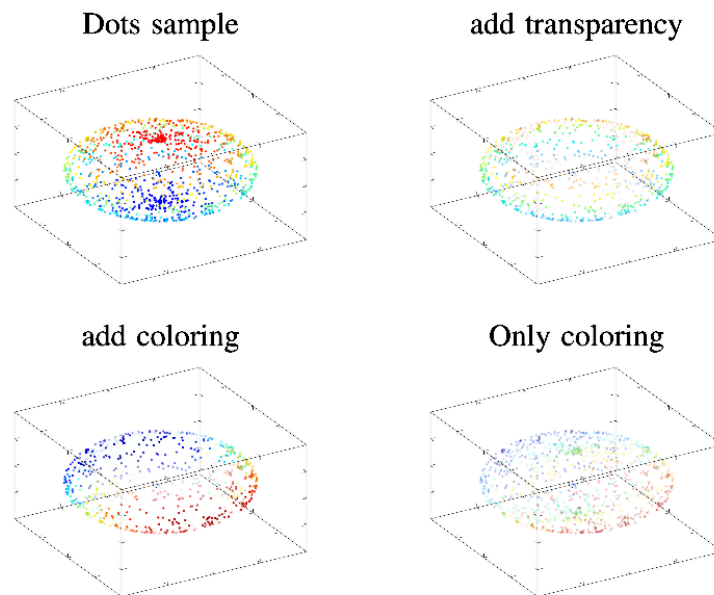 Dots sample
add transparency
add coloring
Only coloring